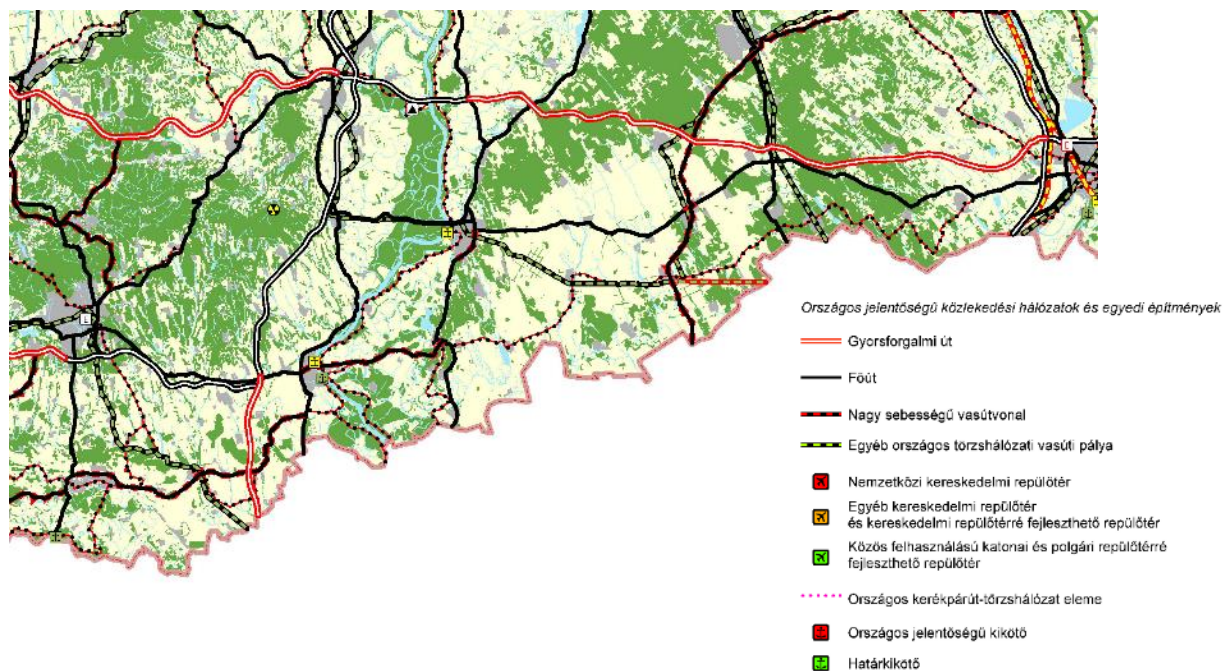 Országos jelentőségű közlekedési hálózatok és egyedi építmények
Gyorsforgalmi út
Főút
Nagy sebességű vasútvonal
Egyéb országos törzshálózati vasúti pálya
Nemzetközi kereskedelmi repülőtér
Egyéb kereskedelmi repülőtér
és kereskedelmi repülőtérré fejleszthető repülőtér
Közös felhasználású katonai és polgári repülőtérré
fejleszthető repülőtér
Országos kerékpárút-törzshálózat eleme
Országos jelentőségű kikötő
Határkikötő